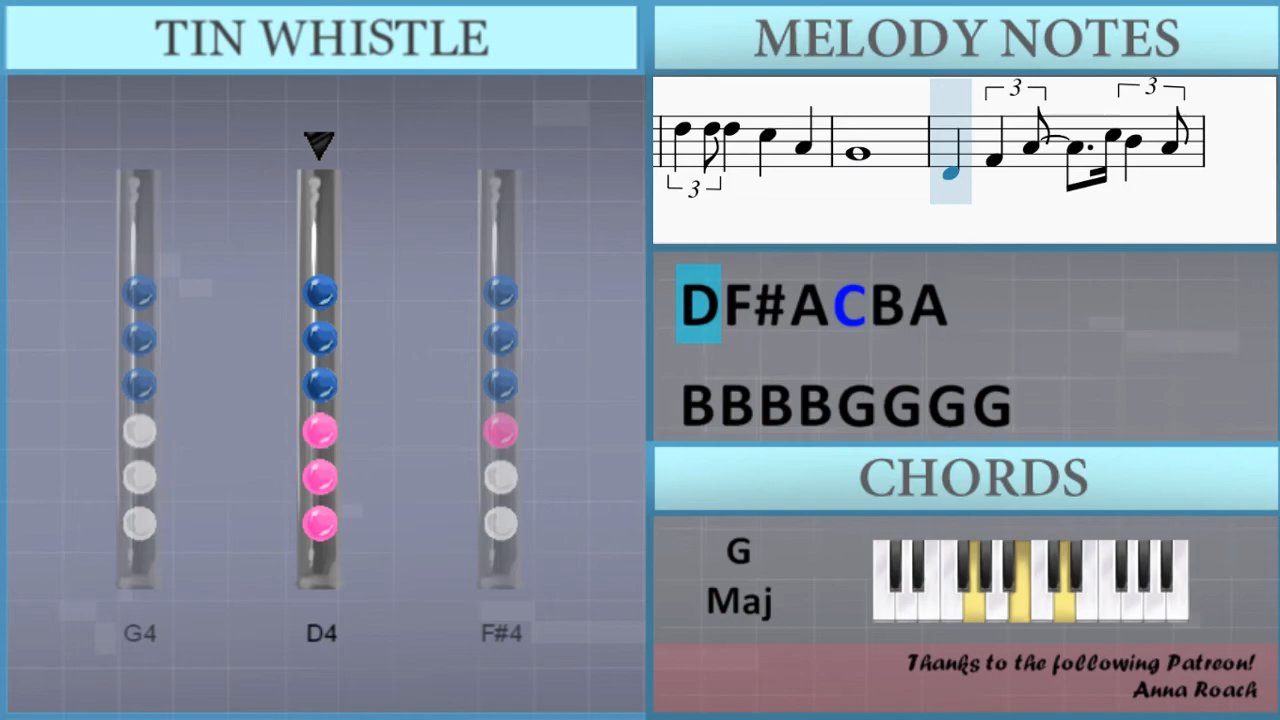 TIN WHISTLE
G4
D4
F#4
MELODY NOTES
3
3
3
DF#ACBA
BBBBGGGG
CHORDS
G
Maj
Thanks to the following Patreon!
Anna Roach